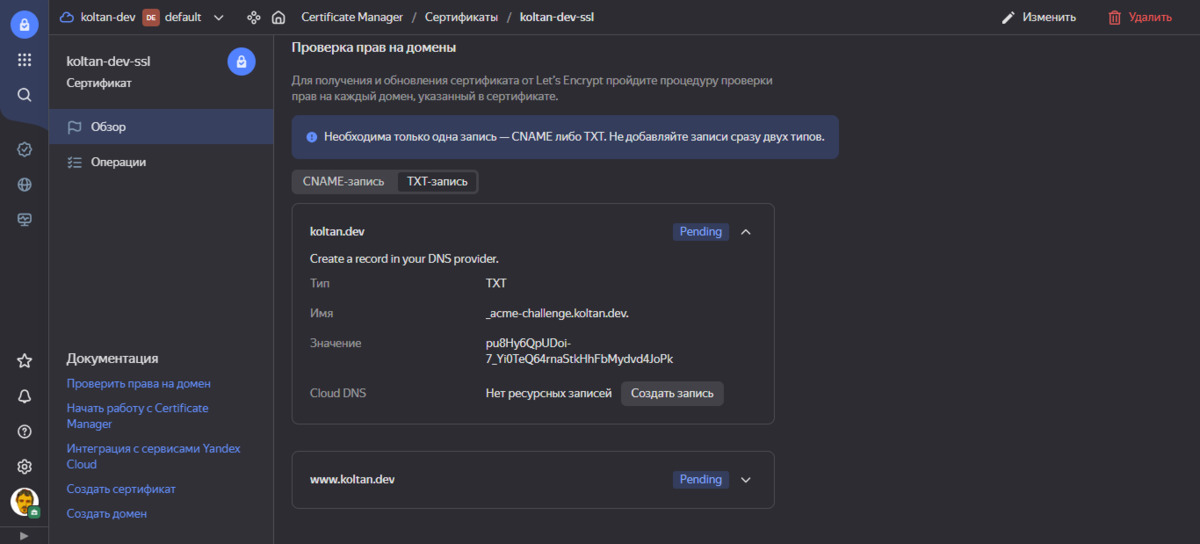 koltan-dev DE default Certificate Manager / Сертификаты / koltan-dev-ssl Изменить Удалить
koltan-dev-ssl
Сертификат
Обзор
Операции
Документация
Проверить права на домен
Начать работу с Certificate
Manager
Интеграция с сервисами Yandex
Cloud
Создать сертификат
Создать домен
Проверка прав на домены
Для получения и обновления сертификата от Let's Encrypt пройдите процедуру проверки
прав на каждый домен, указанный в сертификате.
Необходима только одна запись — CNAME либо TXT. Не добавляйте записи сразу двух типов.
CNAME-запись TXT-запись
koltan.dev Pending
Create a record in your DNS provider.
Тип TXT
Имя _acme-challenge.koltan.dev.
Значение pu8Hy6QpUDoi-
7_Yi0TeQ64rnaStkHhFbMydvd4JoPk
Cloud DNS Нет ресурсных записей Создать запись
www.koltan.dev Pending